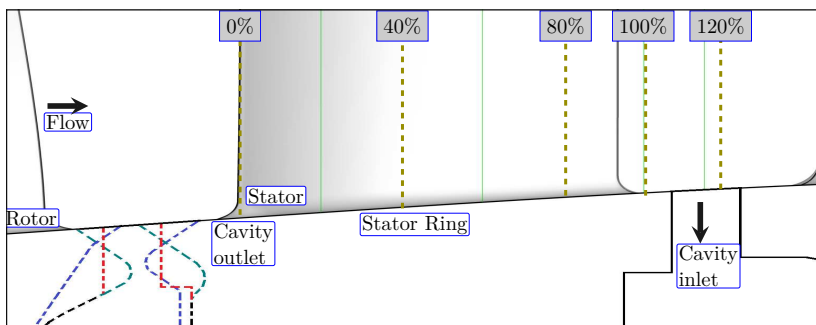 0% 40% 80% 100% 120%
Flow
Stator
Rotor
Stator Ring
Cavity
outlet
Cavity
inlet